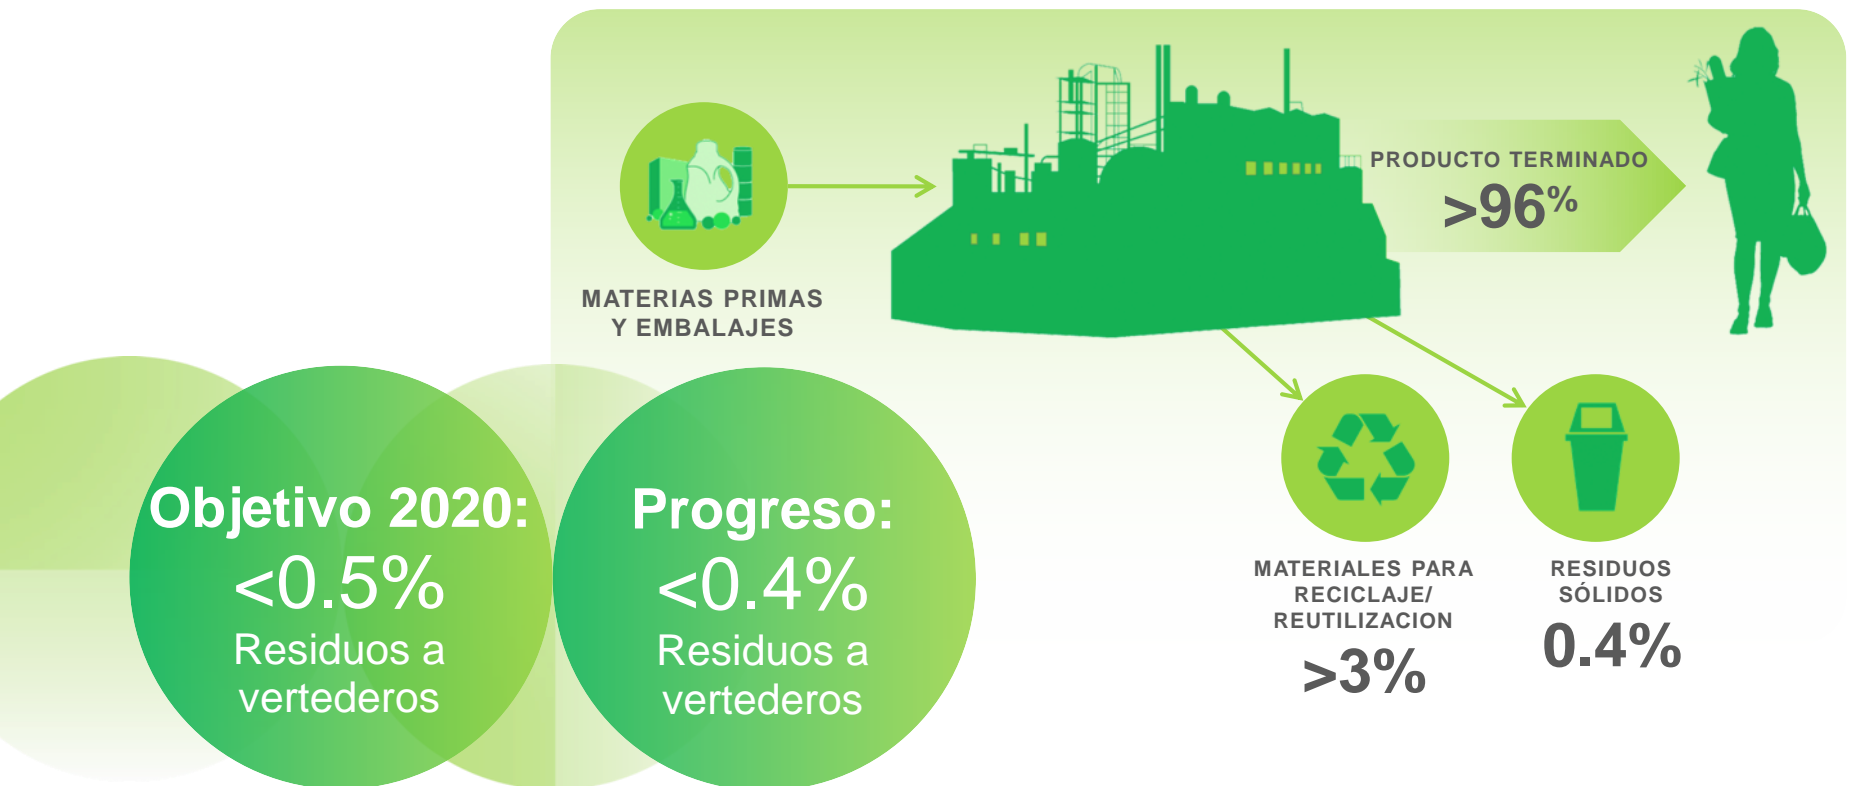 MATERIAS PRIMAS
Y EMBALAJES
PRODUCTO TERMINADO
>96%
Objetivo 2020:
<0.5%
Residuos a
vertederos
Progreso:
<0.4%
Residuos a
vertederos
MATERIALES PARA
RECICLAJE/
REUTILIZACION
>3%
RESIDUOS
SÓLIDOS
0.4%